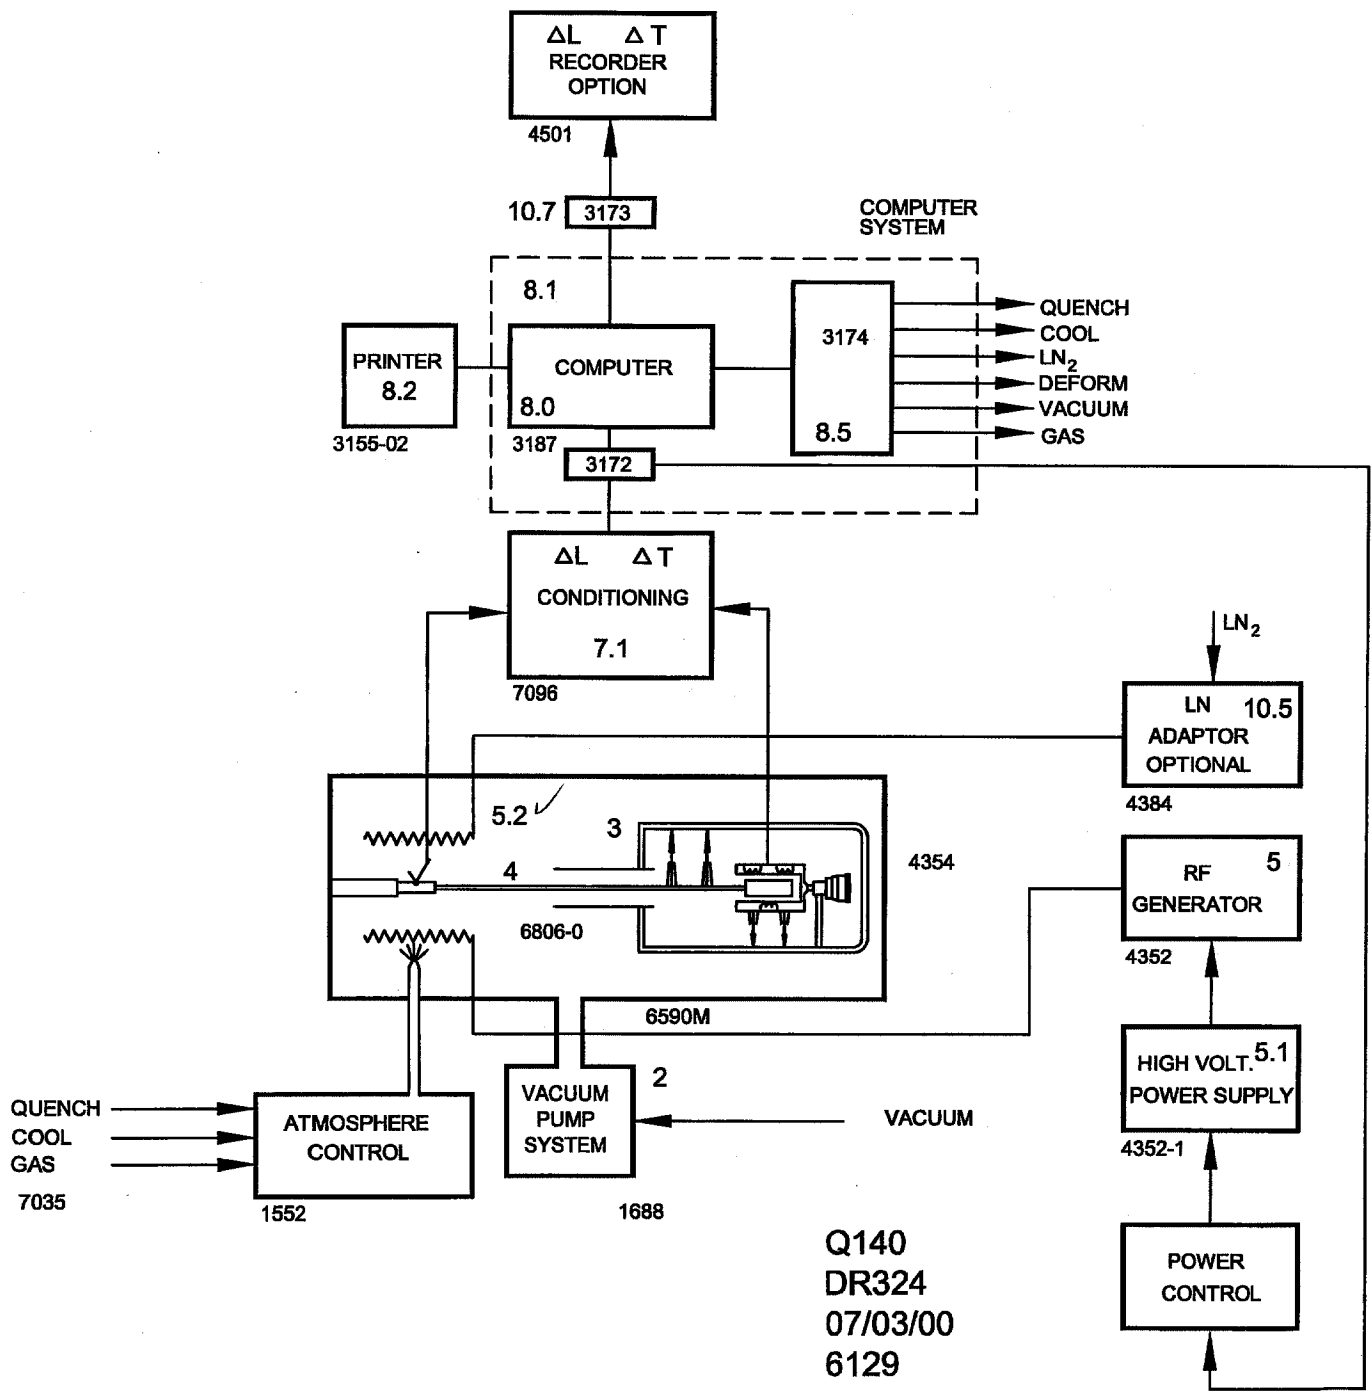 ΔL ΔT
RECORDER
OPTION
4501
10.7
3173
COMPUTER
SYSTEM
8.1
PRINTER
8.2
3155-02
COMPUTER
8.0
3187
3172
3174
8.5
QUENCH
COOL
LN2
DEFORM
VACUUM
GAS
ΔL ΔT
CONDITIONING
7.1
7096
LN2
LN 10.5
ADAPTOR
OPTIONAL
4384
5.2
3
4
6806-0
4354
RF 5
GENERATOR
4352
6590M
HIGH VOLT. 5.1
POWER SUPPLY
4352-1
QUENCH
COOL
GAS
7035
ATMOSPHERE
CONTROL
1552
VACUUM
PUMP
SYSTEM
2
VACUUM
1688
POWER
CONTROL
Q140
DR324
07/03/00
6129